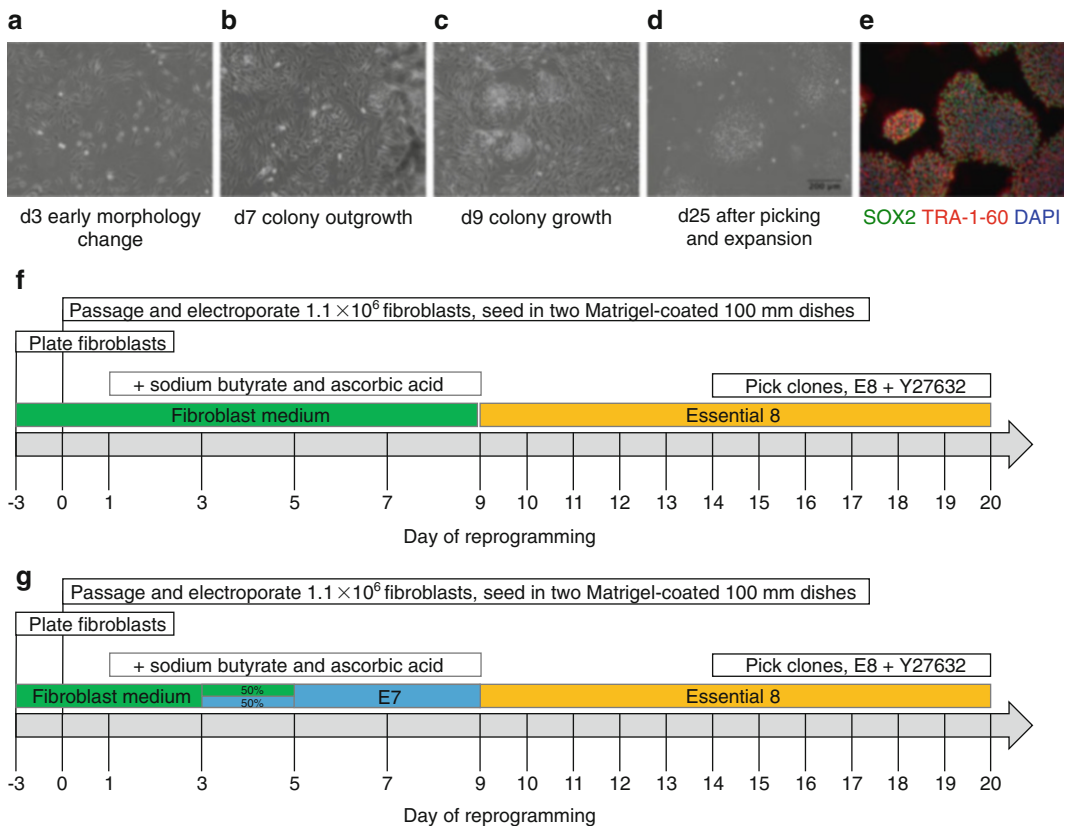 a
b
c
d
e
200 µm
d3 early morphology
change
d7 colony outgrowth
d9 colony growth
d25 after picking
and expansion
SOX2 TRA-1-60 DAPI
f
Passage and electroporate 1.1 × 10⁶ fibroblasts, seed in two Matrigel-coated 100 mm dishes
Plate fibroblasts
+ sodium butyrate and ascorbic acid
Pick clones, E8 + Y27632
Fibroblast medium
Essential 8
-3 0 1 3 5 7 9 10 11 12 13 14 15 16 17 18 19 20
Day of reprogramming
g
Passage and electroporate 1.1 × 10⁶ fibroblasts, seed in two Matrigel-coated 100 mm dishes
Plate fibroblasts
+ sodium butyrate and ascorbic acid
Pick clones, E8 + Y27632
Fibroblast medium
50%
50%
E7
Essential 8
-3 0 1 3 5 7 9 10 11 12 13 14 15 16 17 18 19 20
Day of reprogramming